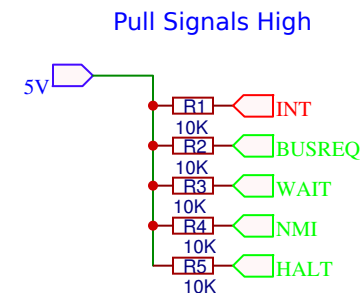 Pull Signals High
5V
R1 INT
10K
R2 BUSREQ
10K
R3 WAIT
10K
R4 NMI
10K
R5 HALT
10K